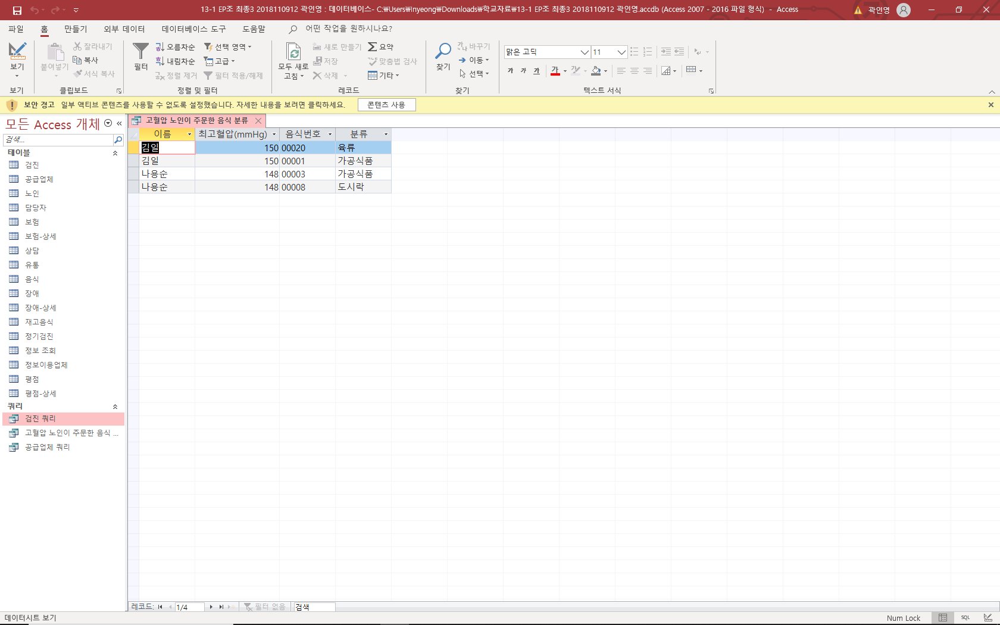 13-1 EP조 최종3 2018110912 곽인영 : 데이터베이스- C:₩Users₩Inyeong₩Downloads₩학교자료₩13-1 EP조 최종3 2018110912 곽인영.accdb (Access 2007 - 2016 파일 형식) - Access
곽인영
파일 홈 만들기 외부 데이터 데이터베이스 도구 도움말 어떤 작업을 원하시나요?
보기
보기
붙여넣기
잘라내기
복사
서식 복사
클립보드
필터
오름차순
내림차순
정렬 제거
선택 영역
고급
필터 적용/해제
정렬 및 필터
모두 새로
고침
새로 만들기
저장
삭제
요약
맞춤법 검사
기타
레코드
찾기
바꾸기
이동
선택
찾기
맑은 고딕 11
가 가 가 가
텍스트 서식
보안 경고 일부 액티브 콘텐츠를 사용할 수 없도록 설정했습니다. 자세한 내용을 보려면 클릭하세요. 콘텐츠 사용
모든 Access 개체
검색...
테이블
검진
공급업체
노인
담당자
보험
보험-상세
상담
유통
음식
장애
장애-상세
재고음식
정기검진
정보 조회
정보이용업체
평점
평점-상세
쿼리
검진 쿼리
고혈압 노인이 주문한 음식 ...
공급업체 쿼리
고혈압 노인이 주문한 음식 분류
이름 최고혈압(mmHg) 음식번호 분류
김일 150 00020 육류
김일 150 00001 가공식품
나용순 148 00003 가공식품
나용순 148 00008 도시락
레코드: 1/4 필터 없음 검색
데이터시트 보기
Num Lock
SQL